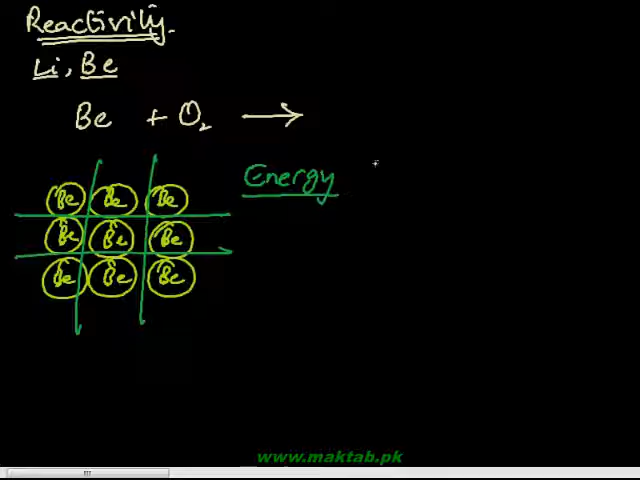 Reactivity.
Li, Be
Be + O₂ →
Energy
Be Be Be
Be Be Be
Be Be Be
www.maktab.pk